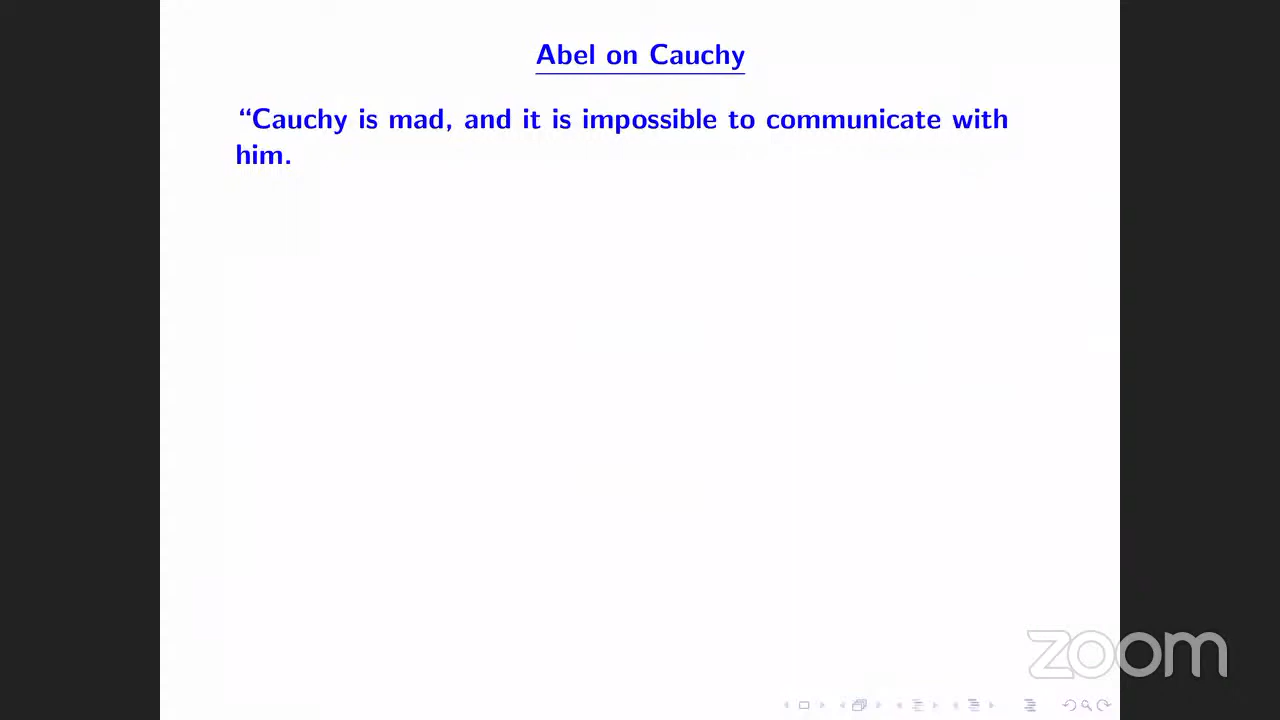 Abel on Cauchy
“Cauchy is mad, and it is impossible to communicate with
him.
zoom